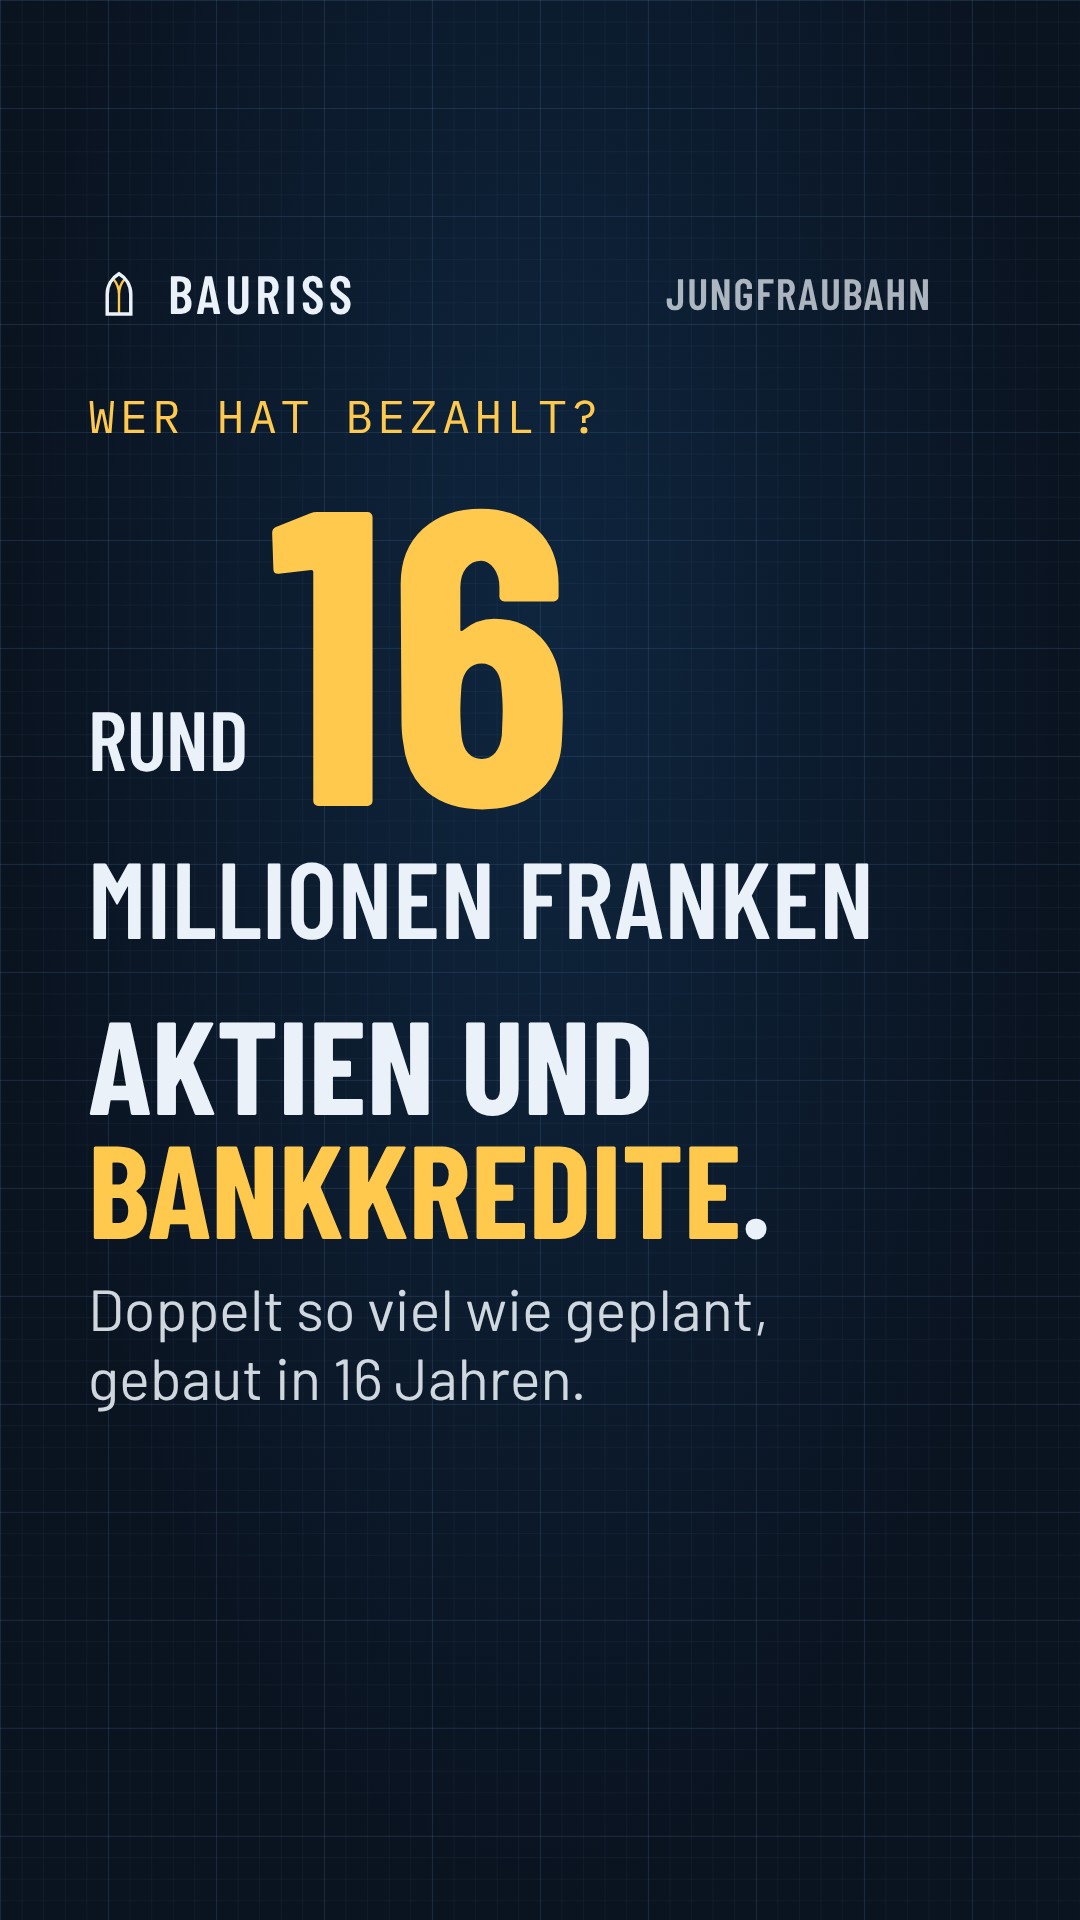 BAURISS
JUNGFRAUBAHN
WER HAT BEZAHLT?
RUND 16
MILLIONEN FRANKEN
AKTIEN UND
BANKKREDITE.
Doppelt so viel wie geplant,
gebaut in 16 Jahren.